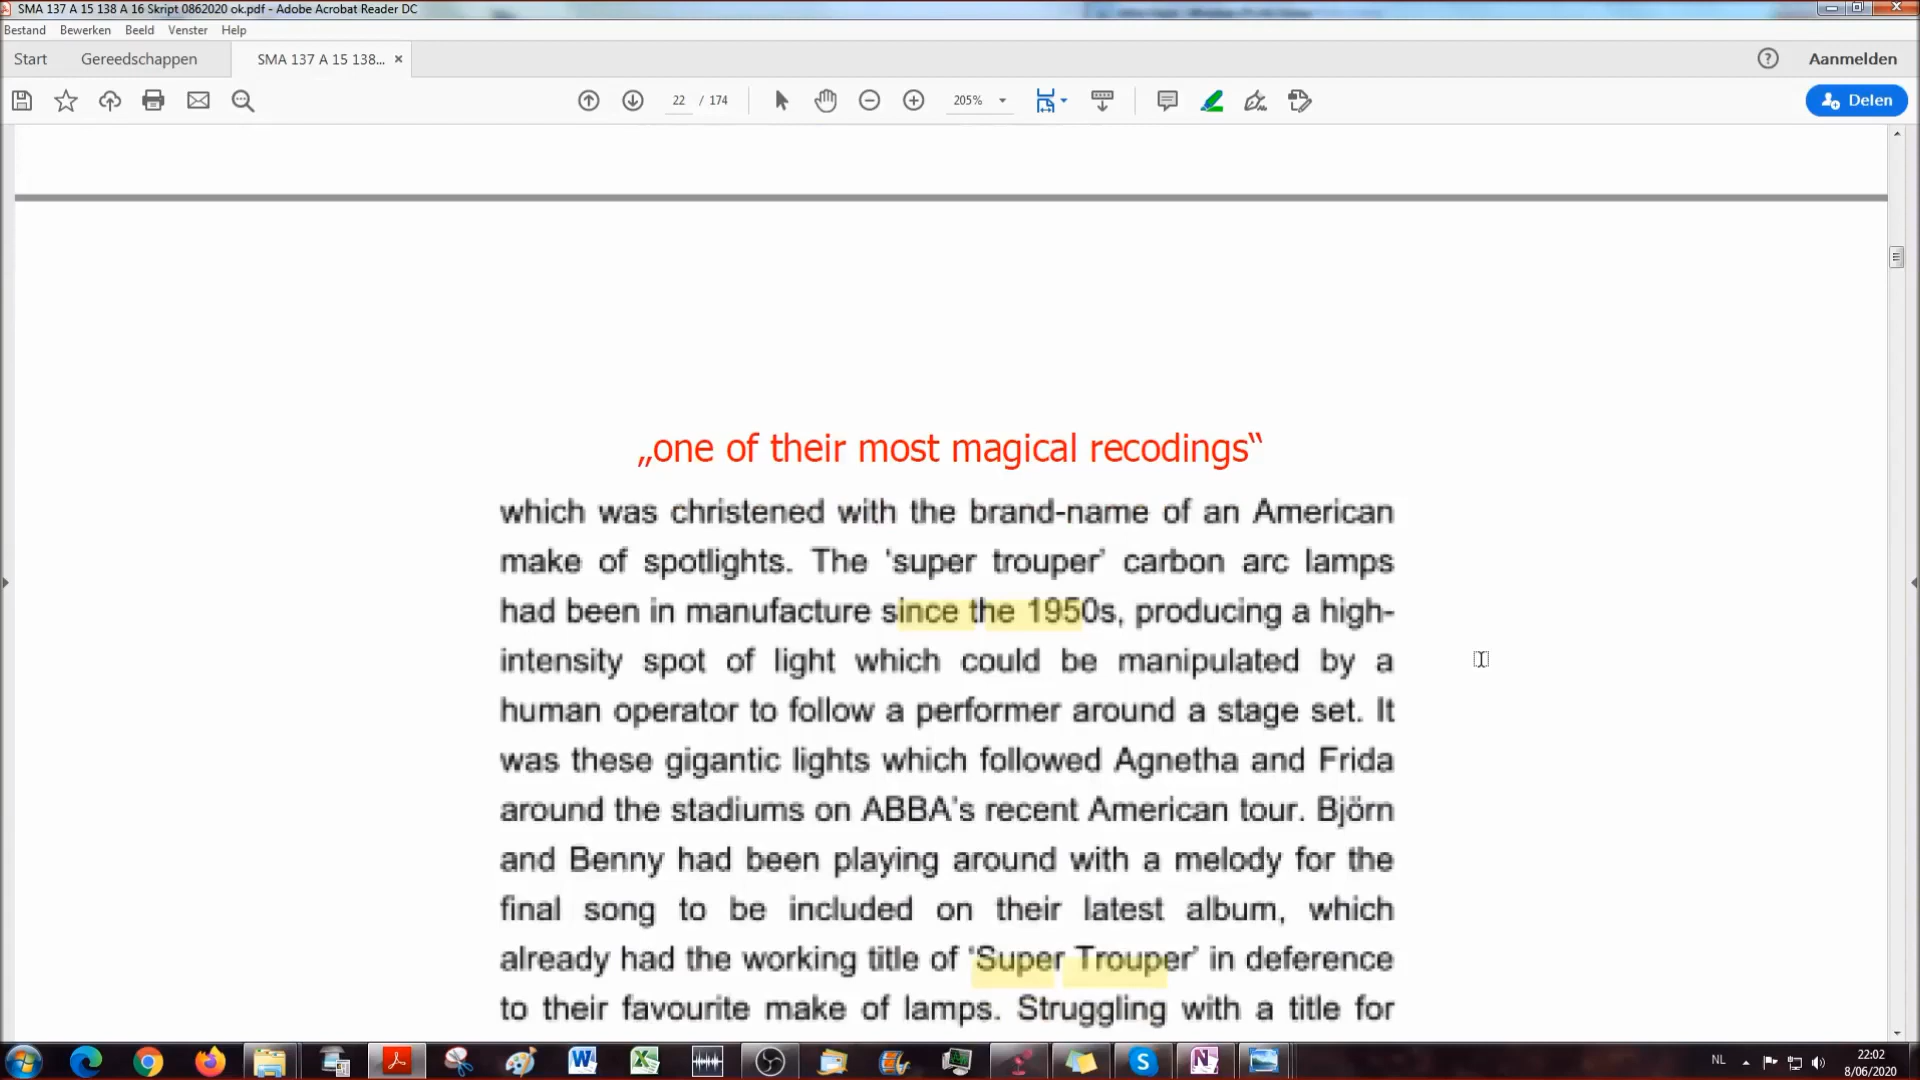 SMA 137 A 15 138 A 16 Skript 0862020 ok.pdf - Adobe Acrobat Reader DC
Bestand Bewerken Beeld Venster Help
Start Gereedschappen SMA 137 A 15 138... × Aanmelden
22 / 174 205% Delen
„one of their most magical recodings“
which was christened with the brand-name of an American
make of spotlights. The ‘super trouper’ carbon arc lamps
had been in manufacture since the 1950s, producing a high-
intensity spot of light which could be manipulated by a
human operator to follow a performer around a stage set. It
was these gigantic lights which followed Agnetha and Frida
around the stadiums on ABBA’s recent American tour. Björn
and Benny had been playing around with a melody for the
final song to be included on their latest album, which
already had the working title of ‘Super Trouper’ in deference
to their favourite make of lamps. Struggling with a title for
NL 22:02
8/06/2020